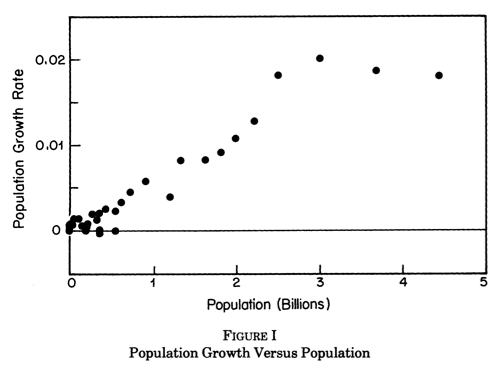 Population Growth Rate
0.02
0.01
0
0
1
2
3
4
5
Population (Billions)
FIGURE I
Population Growth Versus Population